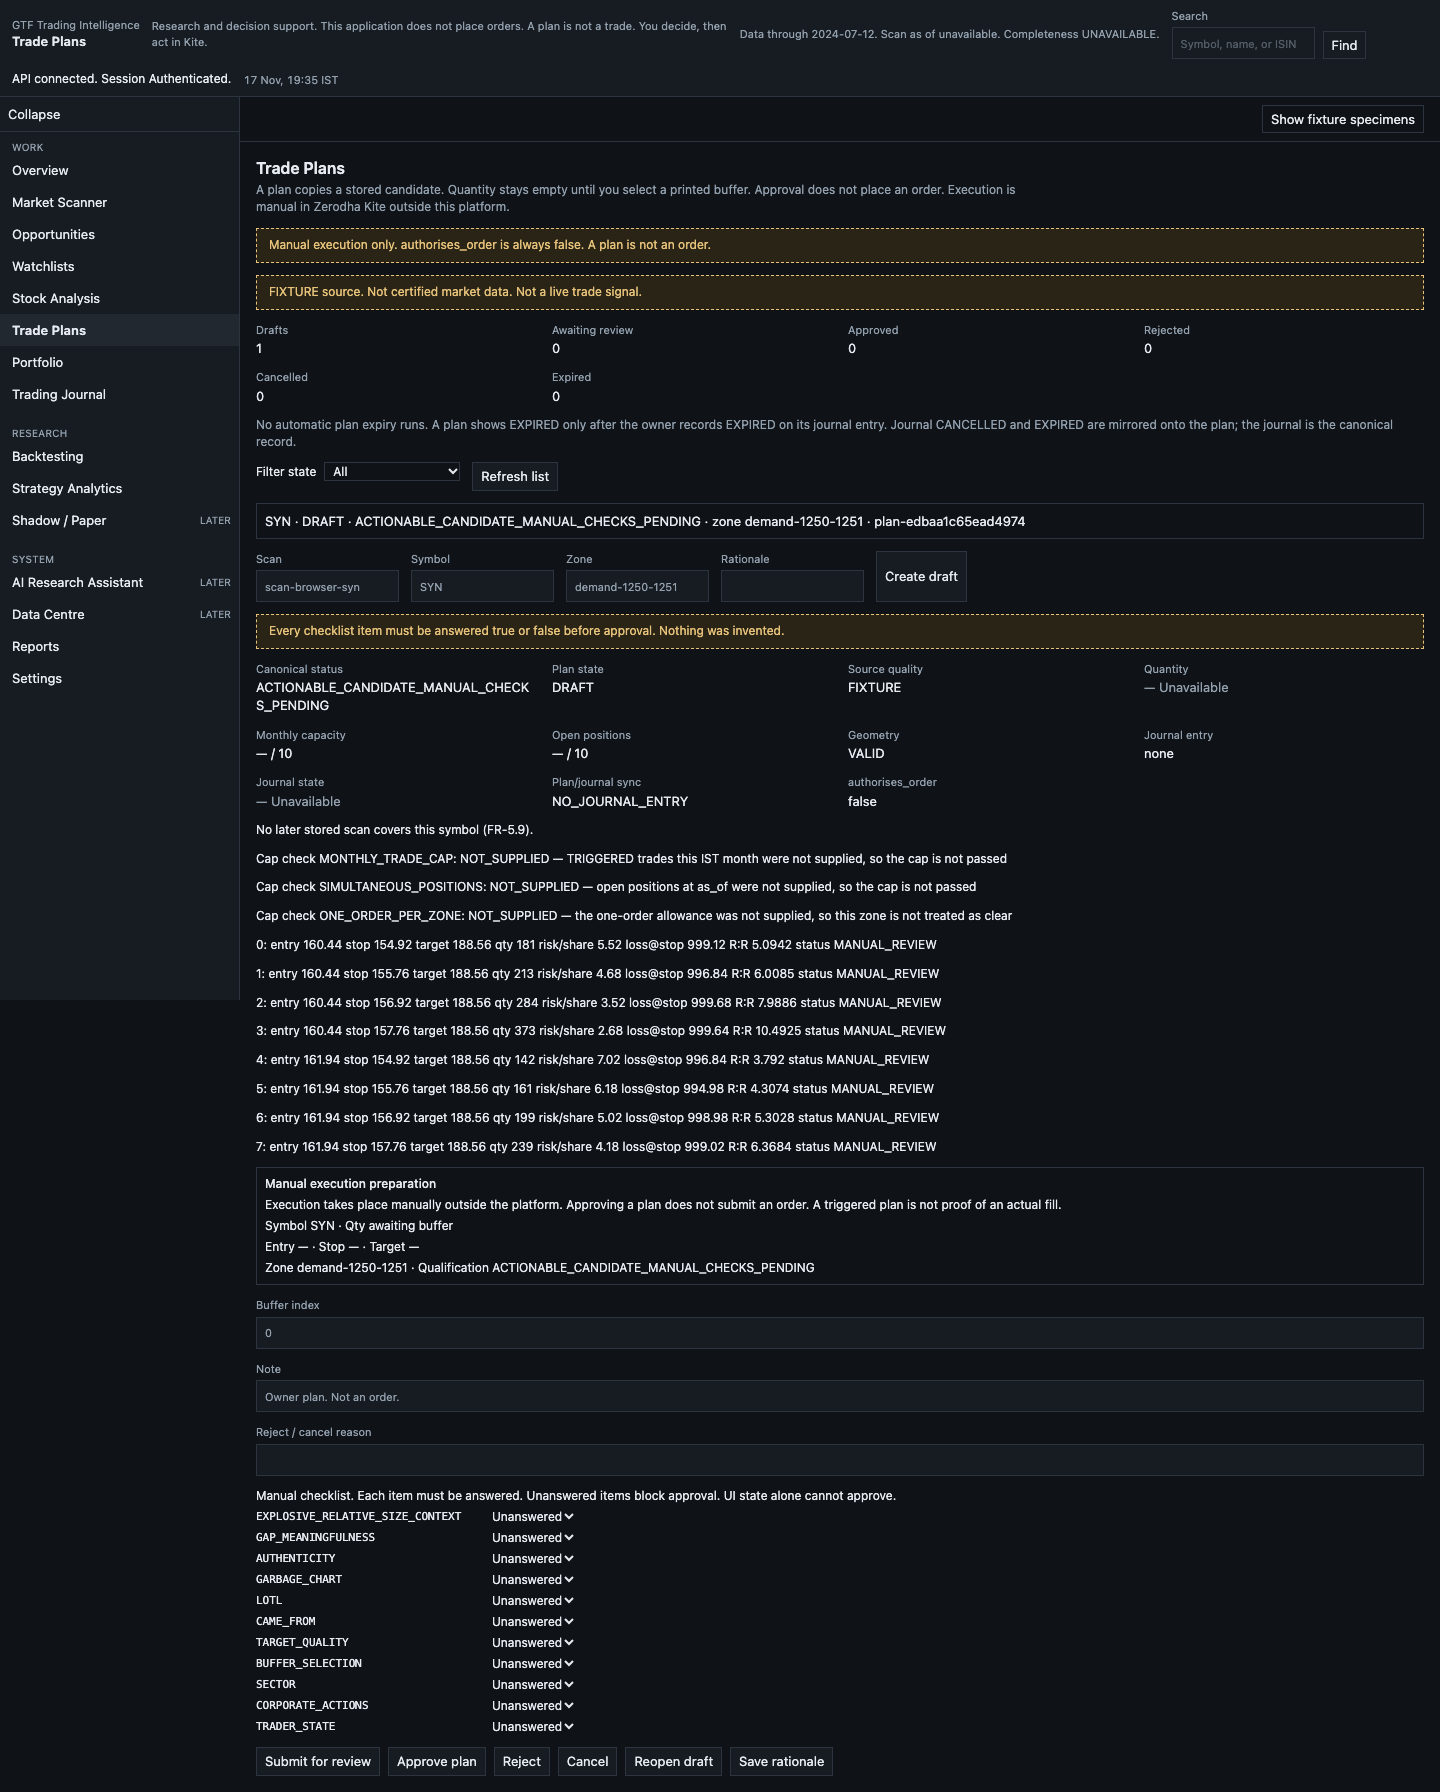 GTF Trading Intelligence
Trade Plans
Research and decision support. This application does not place orders. A plan is not a trade. You decide, then
act in Kite.
Data through 2024-07-12. Scan as of unavailable. Completeness UNAVAILABLE.
Search
Symbol, name, or ISIN
Find
API connected. Session Authenticated.
17 Nov, 19:35 IST
Collapse
WORK
Overview
Market Scanner
Opportunities
Watchlists
Stock Analysis
Trade Plans
Portfolio
Trading Journal
RESEARCH
Backtesting
Strategy Analytics
Shadow / Paper LATER
SYSTEM
AI Research Assistant LATER
Data Centre LATER
Reports
Settings
Show fixture specimens
Trade Plans
A plan copies a stored candidate. Quantity stays empty until you select a printed buffer. Approval does not place an order. Execution is
manual in Zerodha Kite outside this platform.
Manual execution only. authorises_order is always false. A plan is not an order.
FIXTURE source. Not certified market data. Not a live trade signal.
Drafts Awaiting review Approved Rejected
1 0 0 0
Cancelled Expired
0 0
No automatic plan expiry runs. A plan shows EXPIRED only after the owner records EXPIRED on its journal entry. Journal CANCELLED and EXPIRED are mirrored onto the plan; the journal is the canonical
record.
Filter state All Refresh list
SYN · DRAFT · ACTIONABLE_CANDIDATE_MANUAL_CHECKS_PENDING · zone demand-1250-1251 · plan-edbaa1c65ead4974
Scan Symbol Zone Rationale
scan-browser-syn SYN demand-1250-1251 Create draft
Every checklist item must be answered true or false before approval. Nothing was invented.
Canonical status Plan state Source quality Quantity
ACTIONABLE_CANDIDATE_MANUAL_CHECK DRAFT FIXTURE — Unavailable
S_PENDING
Monthly capacity Open positions Geometry Journal entry
— / 10 — / 10 VALID none
Journal state Plan/journal sync authorises_order
— Unavailable NO_JOURNAL_ENTRY false
No later stored scan covers this symbol (FR-5.9).
Cap check MONTHLY_TRADE_CAP: NOT_SUPPLIED — TRIGGERED trades this IST month were not supplied, so the cap is not passed
Cap check SIMULTANEOUS_POSITIONS: NOT_SUPPLIED — open positions at as_of were not supplied, so the cap is not passed
Cap check ONE_ORDER_PER_ZONE: NOT_SUPPLIED — the one-order allowance was not supplied, so this zone is not treated as clear
0: entry 160.44 stop 154.92 target 188.56 qty 181 risk/share 5.52 loss@stop 999.12 R:R 5.0942 status MANUAL_REVIEW
1: entry 160.44 stop 155.76 target 188.56 qty 213 risk/share 4.68 loss@stop 996.84 R:R 6.0085 status MANUAL_REVIEW
2: entry 160.44 stop 156.92 target 188.56 qty 284 risk/share 3.52 loss@stop 999.68 R:R 7.9886 status MANUAL_REVIEW
3: entry 160.44 stop 157.76 target 188.56 qty 373 risk/share 2.68 loss@stop 999.64 R:R 10.4925 status MANUAL_REVIEW
4: entry 161.94 stop 154.92 target 188.56 qty 142 risk/share 7.02 loss@stop 996.84 R:R 3.792 status MANUAL_REVIEW
5: entry 161.94 stop 155.76 target 188.56 qty 161 risk/share 6.18 loss@stop 994.98 R:R 4.3074 status MANUAL_REVIEW
6: entry 161.94 stop 156.92 target 188.56 qty 199 risk/share 5.02 loss@stop 998.98 R:R 5.3028 status MANUAL_REVIEW
7: entry 161.94 stop 157.76 target 188.56 qty 239 risk/share 4.18 loss@stop 999.02 R:R 6.3684 status MANUAL_REVIEW
Manual execution preparation
Execution takes place manually outside the platform. Approving a plan does not submit an order. A triggered plan is not proof of an actual fill.
Symbol SYN · Qty awaiting buffer
Entry — · Stop — · Target —
Zone demand-1250-1251 · Qualification ACTIONABLE_CANDIDATE_MANUAL_CHECKS_PENDING
Buffer index
0
Note
Owner plan. Not an order.
Reject / cancel reason
Manual checklist. Each item must be answered. Unanswered items block approval. UI state alone cannot approve.
EXPLOSIVE_RELATIVE_SIZE_CONTEXT Unanswered
GAP_MEANINGFULNESS Unanswered
AUTHENTICITY Unanswered
GARBAGE_CHART Unanswered
LOTL Unanswered
CAME_FROM Unanswered
TARGET_QUALITY Unanswered
BUFFER_SELECTION Unanswered
SECTOR Unanswered
CORPORATE_ACTIONS Unanswered
TRADER_STATE Unanswered
Submit for review Approve plan Reject Cancel Reopen draft Save rationale